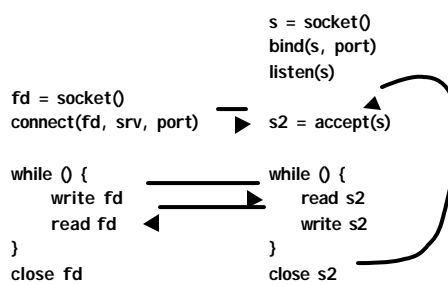 s = socket()
bind(s, port)
listen(s)
fd = socket()
connect(fd, srv, port)
s2 = accept(s)
while () {
write fd
read fd
}
close fd
while () {
read s2
write s2
}
close s2